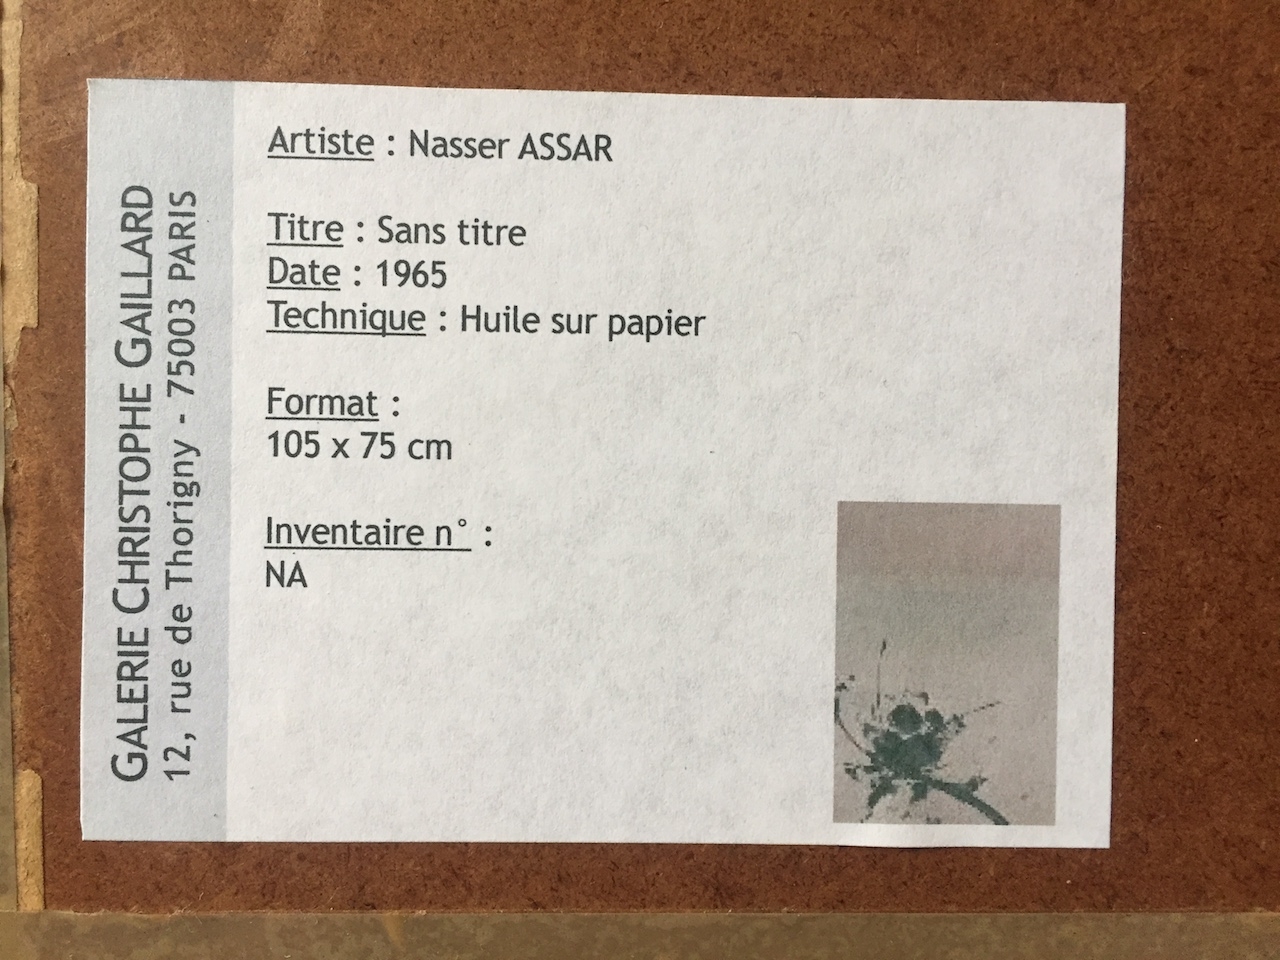 GALERIE CHRISTOPHE GAILLARD
12, rue de Thorigny - 75003 PARIS
Artiste : Nasser ASSAR
Titre : Sans titre
Date : 1965
Technique : Huile sur papier
Format :
105 x 75 cm
Inventaire n° :
NA